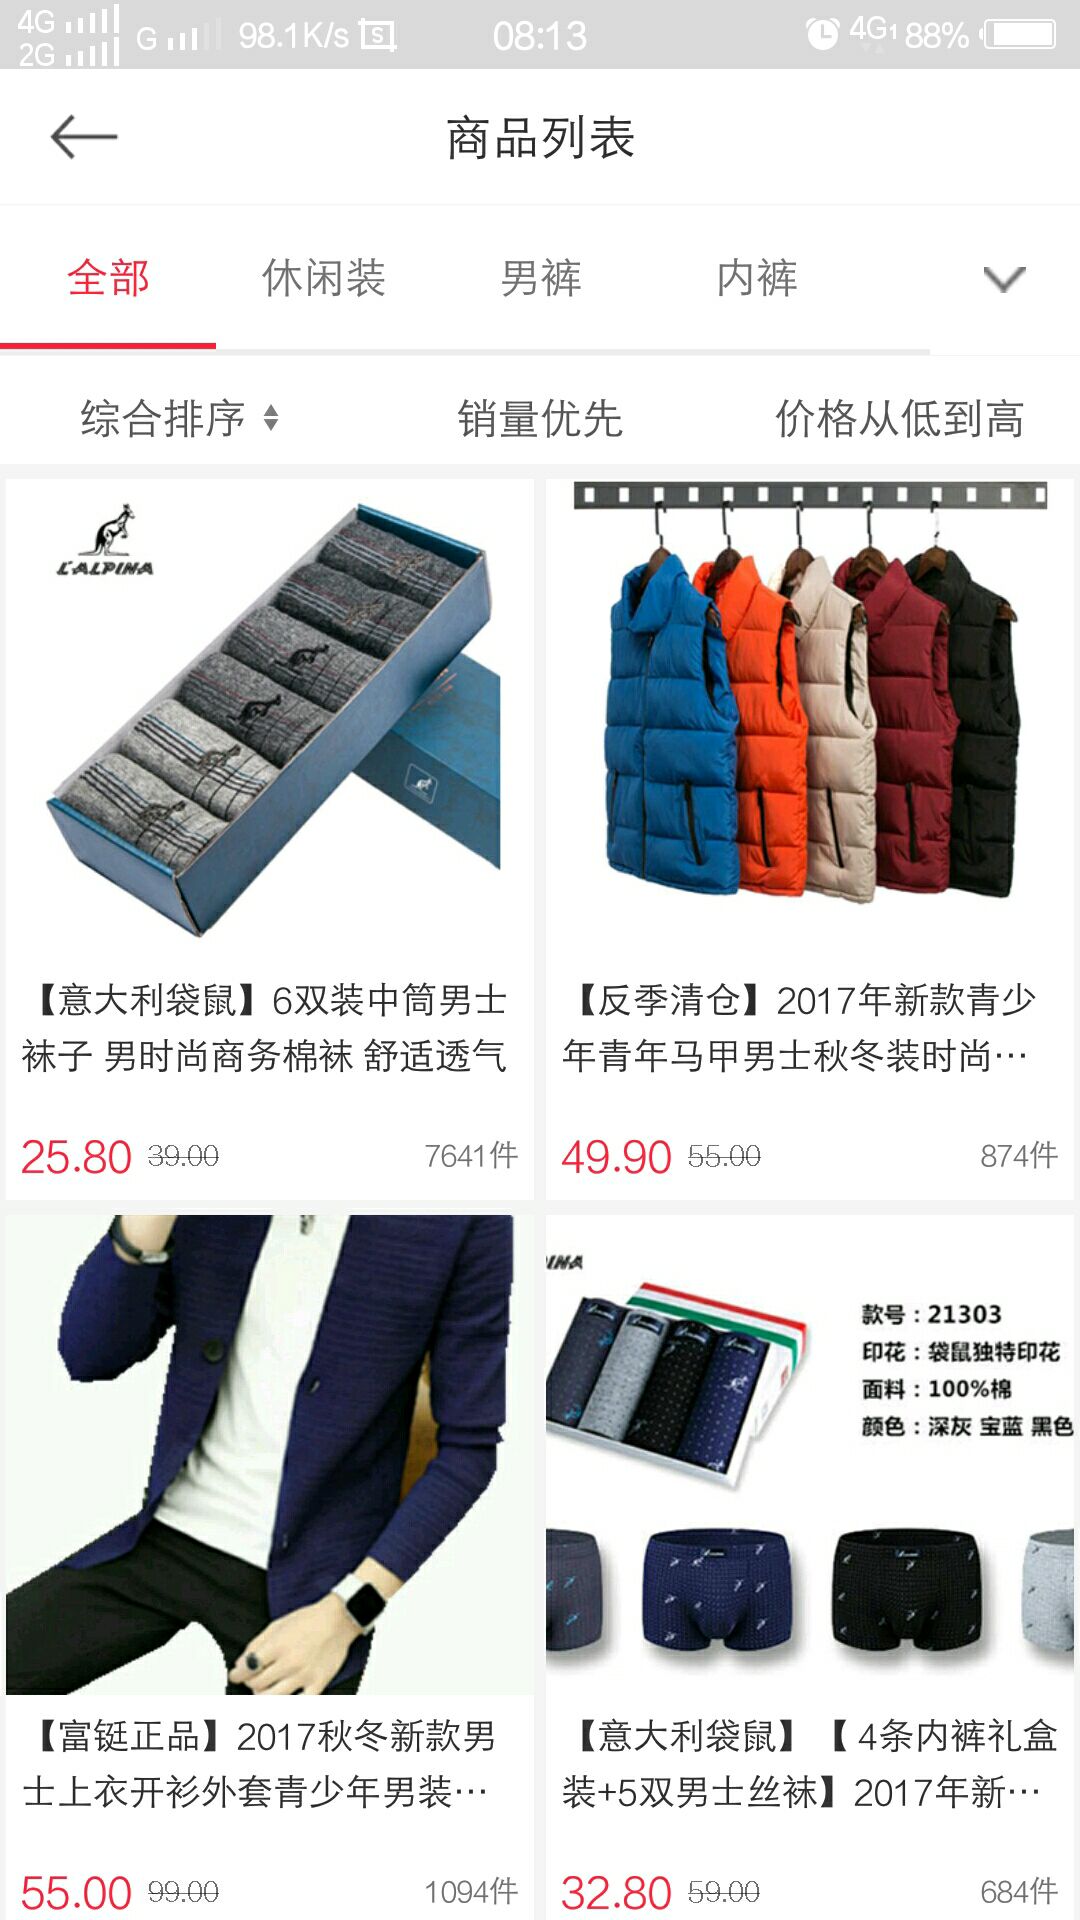 4G
2G
G
98.1K/s
S
08:13
4G1
88%
商品列表
全部 休闲装 男裤 内裤
综合排序 销量优先 价格从低到高
L'ALPINA
【意大利袋鼠】6双装中筒男士
袜子 男时尚商务棉袜 舒适透气
25.80 39.00 7641件
【反季清仓】2017年新款青少
年青年马甲男士秋冬装时尚…
49.90 55.00 874件
【富铤正品】2017秋冬新款男
士上衣开衫外套青少年男装…
55.00 99.00 1094件
款号：21303
印花：袋鼠独特印花
面料：100%棉
颜色：深灰 宝蓝 黑色
【意大利袋鼠】【 4条内裤礼盒
装+5双男士丝袜】2017年新…
32.80 59.00 684件